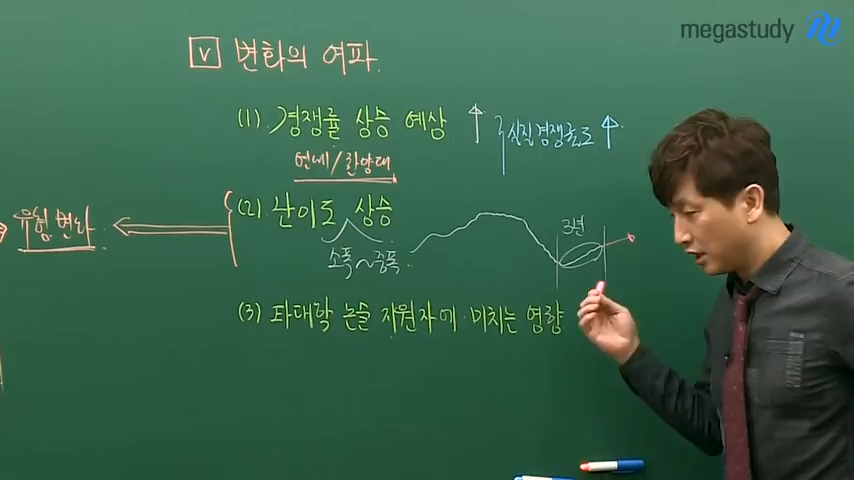 megastudy
V 변화의 여파.
(1). 경쟁률 상승 예상 ↑ 실질경쟁률도 ↑
연세/한양대
(2). 난이도 상승
소폭~중폭.
3년
유형변화
(3) 타대학 논술 지원자에 미치는 영향